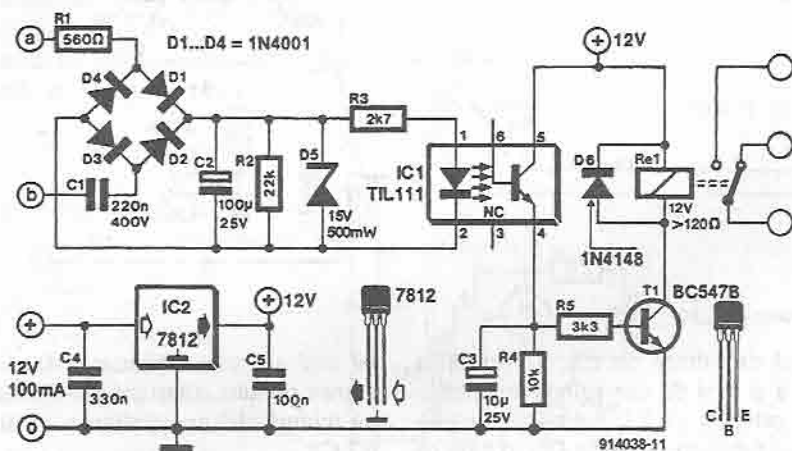 R1
a
560Ω
D1...D4 = 1N4001
12V
D4
D1
D3
D2
R3
2k7
1
6
5
D6
Re1
C2
100µ
25V
R2
22k
D5
15V
500mW
IC1
TIL111
NC
2
3
4
b
C1
220n
400V
12V
>120Ω
1N4148
IC2
7812
12V
7812
T1
BC547B
R5
3k3
+
12V
100mA
C4
330n
C5
100n
C3
10µ
25V
R4
10k
C
B
E
0
914038-11